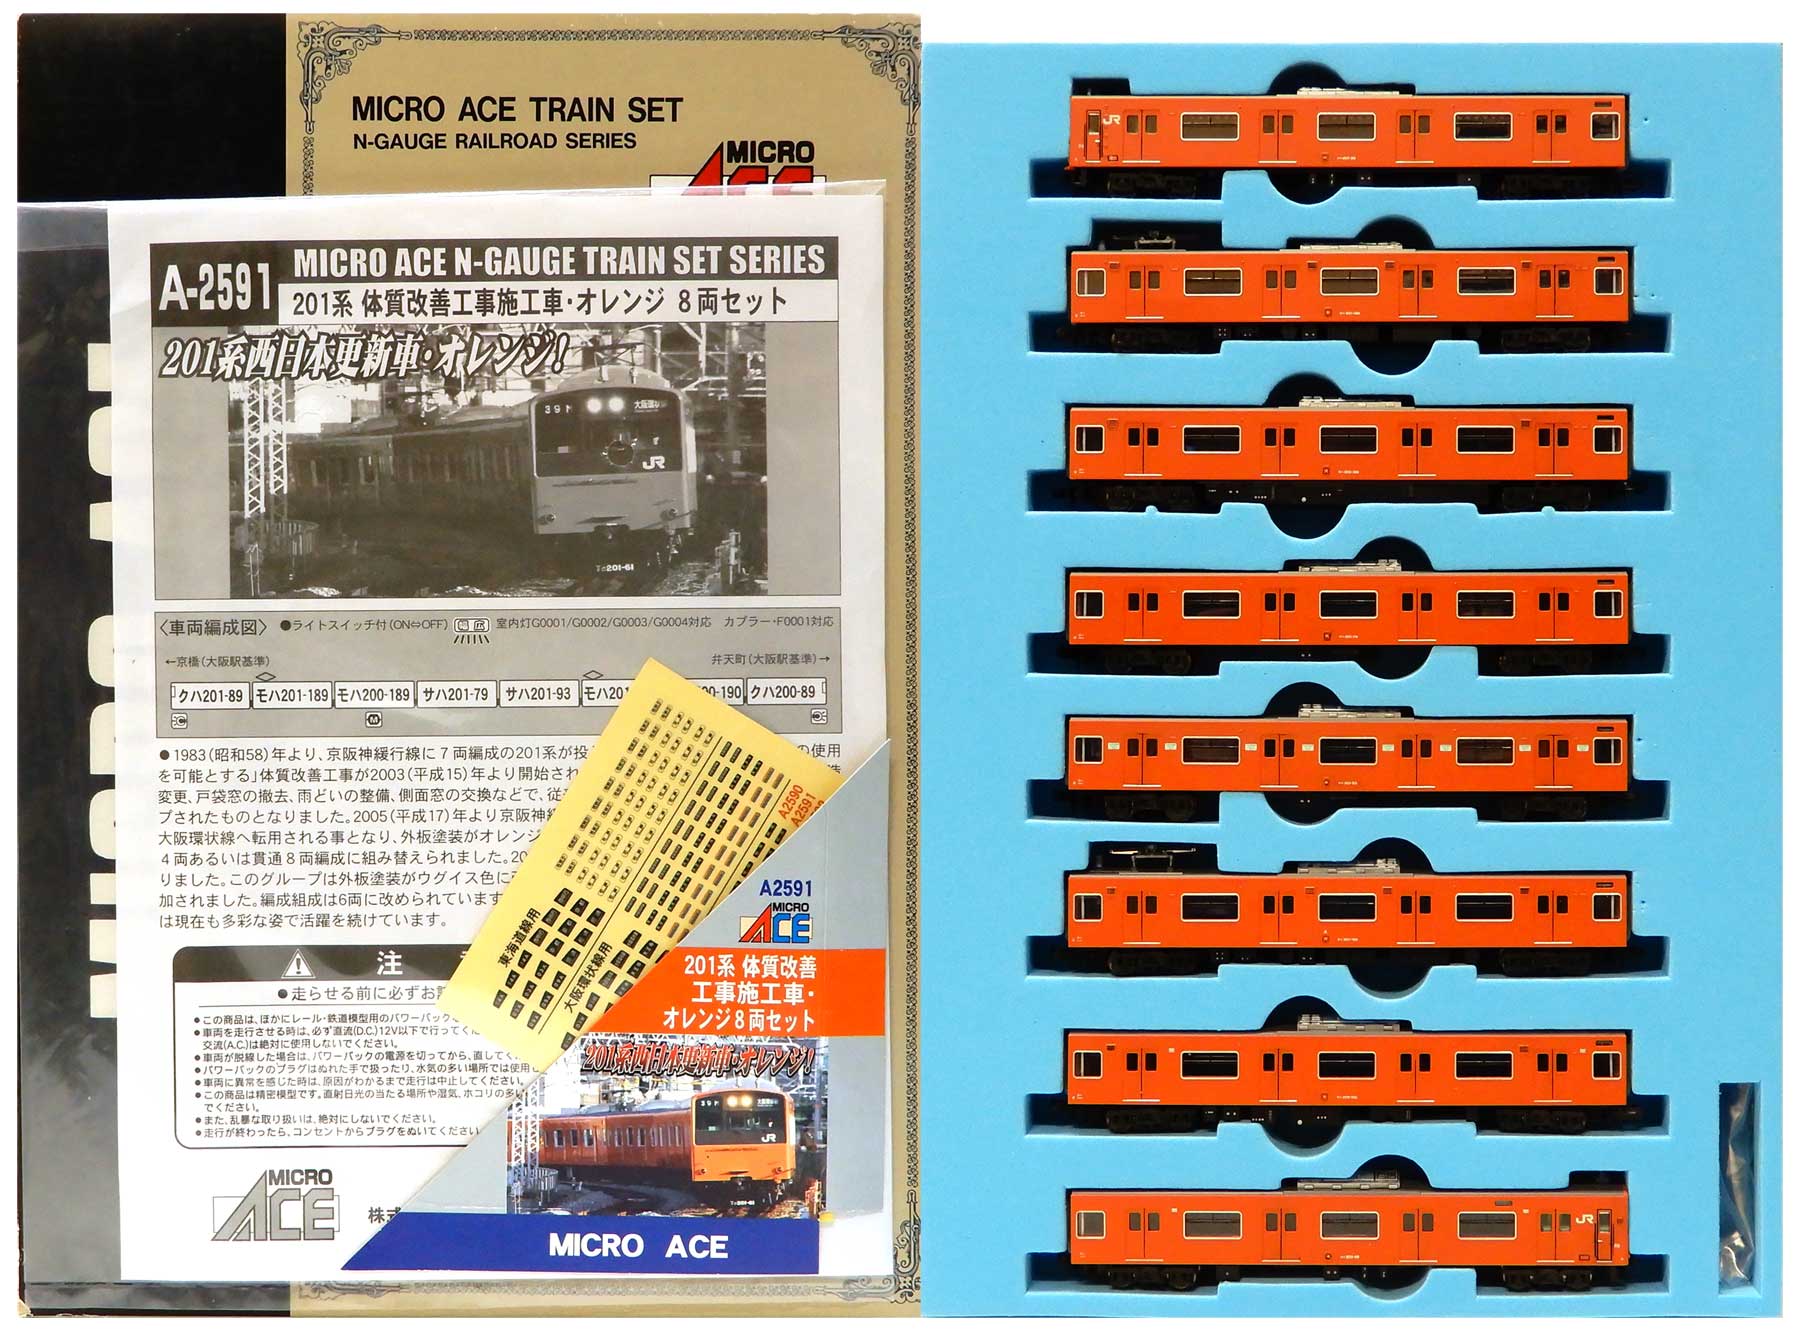 MICRO ACE TRAIN SET
N-GAUGE RAILROAD SERIES
MICRO
ACE
A-2591
MICRO ACE N-GAUGE TRAIN SET SERIES
201系 体質改善工事施工車・オレンジ 8両セット
201系西日本更新車・オレンジ!
JR
201-61
〈車両編成図〉 ●ライトスイッチ付(ON⇔OFF) 室内灯G0001/G0002/G0003/G0004対応 カプラー・F0001対応
←京橋(大阪駅基準) 弁天町(大阪駅基準)→
クハ201-89 モハ201-189 モハ200-189 サハ201-79 サハ201-93 モハ201 00-190 クハ200-89
M
●1983(昭和58)年より、京阪神緩行線に7両編成の201系が投 の使用
を可能とする」体質改善工事が2003(平成15)年より開始され
変更、戸袋窓の撤去、雨どいの整備、側面窓の交換などで、従
プされたものとなりました。2005(平成17)年より京阪神緩
大阪環状線へ転用される事となり、外板塗装がオレンジ
4両あるいは貫通8両編成に組み替えられました。20
りました。このグループは外板塗装がウグイス色に
加されました。編成組成は6両に改められています
は現在も多彩な姿で活躍を続けています。
注
●走らせる前に必ずお
●この商品は、ほかにレール・鉄道模型用のパワーパック
●車両を走行させる時は、必ず直流(D.C.)12V以下で行ってく
交流(A.C.)は絶対に使用しないでください。
●車両が脱線した場合は、パワーパックの電源を切ってから、直してく
●パワーパックのプラグはぬれた手で扱ったり、水気の多い場所では使用
●車両に異常を感じた時は、原因がわかるまで走行は中止してください。
●この商品は精密模型です。直射日光の当たる場所や湿気、ホコリの多い
でください。
●また、乱暴な取り扱いは、絶対にしないでください。
●走行が終わったら、コンセントからプラグをぬいてください
MICRO
ACE
株式
東海道線用
大阪環状線用
A2590
A2591
A2591
MICRO
ACE
201系 体質改善
工事施工車・
オレンジ8両セット
201系西日本更新車・オレンジ!
JR
201-61
MICRO ACE
JR
JR